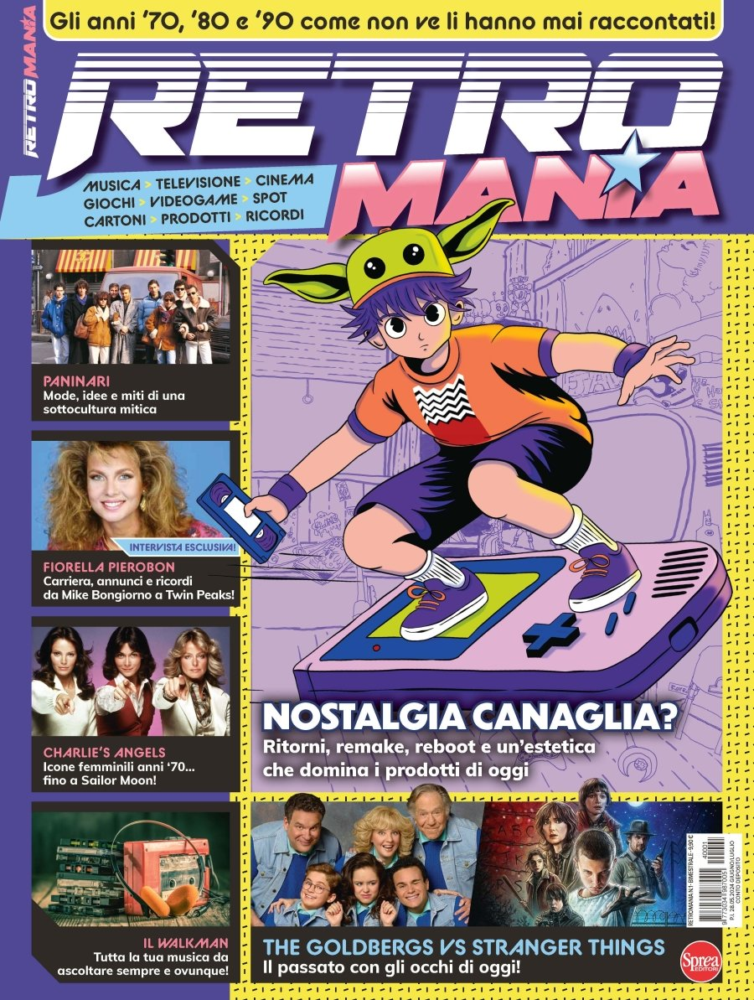 Gli anni '70, '80 e '90 come non ve li hanno mai raccontati!
RETRO MANIA
RETRO
MANIA
MUSICA > TELEVISIONE > CINEMA
GIOCHI > VIDEOGAME > SPOT
CARTONI > PRODOTTI > RICORDI
PANINARI
Mode, idee e miti di una
sottocultura mitica
INTERVISTA ESCLUSIVA!
FIORELLA PIEROBON
Carriera, annunci e ricordi
da Mike Bongiorno a Twin Peaks!
CHARLIE'S ANGELS
Icone femminili anni '70...
fino a Sailor Moon!
IL WALKMAN
Tutta la tua musica da
ascoltare sempre e ovunque!
NOSTALGIA CANAGLIA?
Ritorni, remake, reboot e un'estetica
che domina i prodotti di oggi
THE GOLDBERGS VS STRANGER THINGS
Il passato con gli occhi di oggi!
RETROMANIA N.1 - BIMESTRALE - 9,90 €
40001
P.I. 28.05.2024 GIUGNO/LUGLIO
CONTO DEPOSITO
Sprea
EDITORI